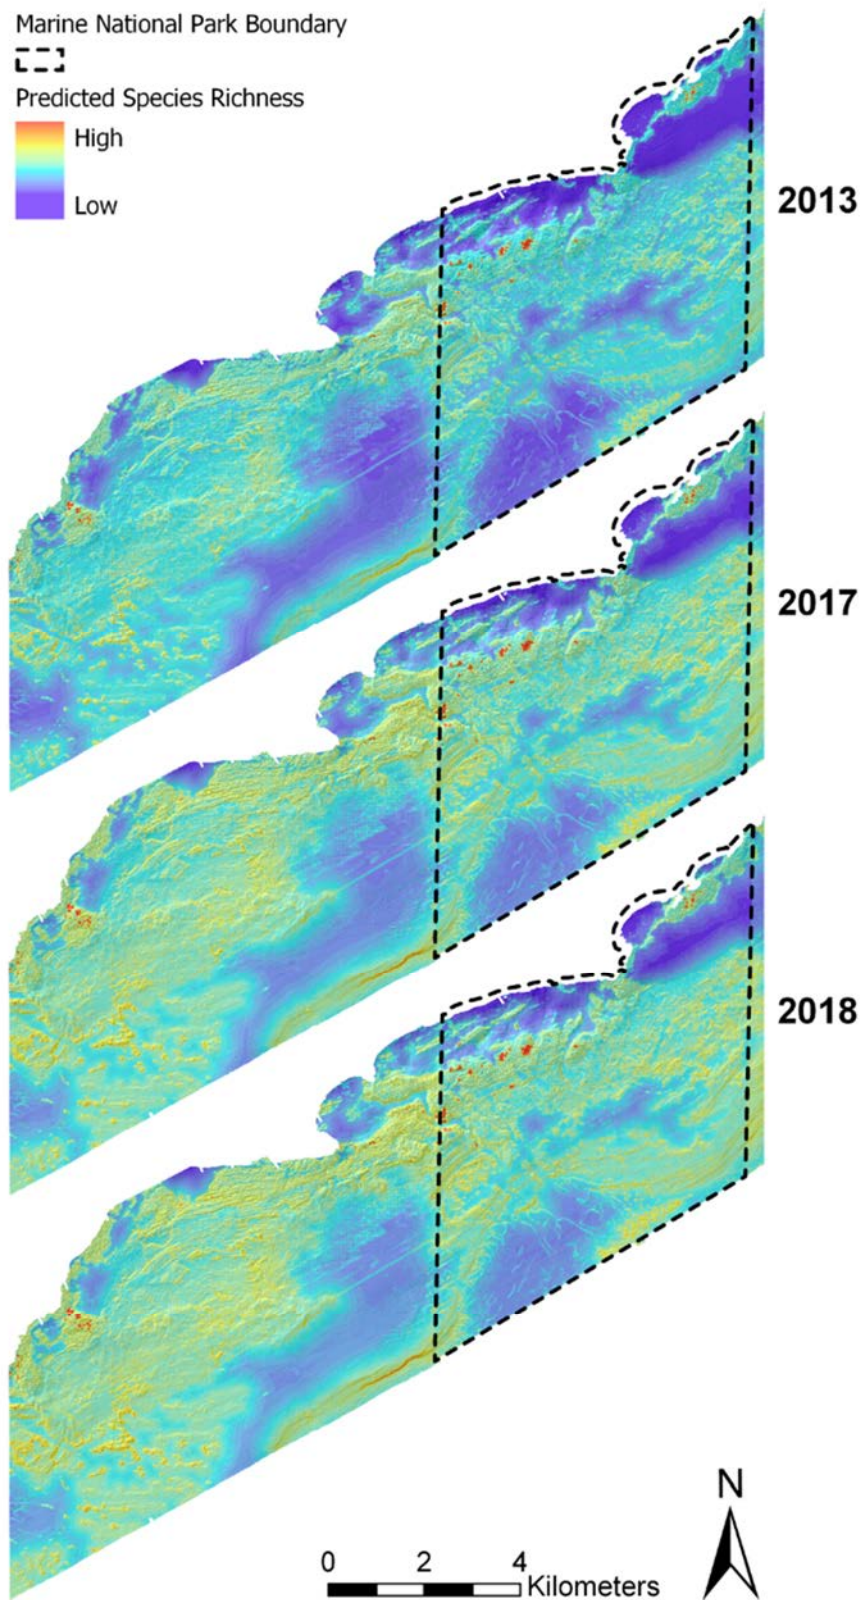 Marine National Park Boundary
Predicted Species Richness
High
Low
2013
2017
2018
N
0 2 4
Kilometers